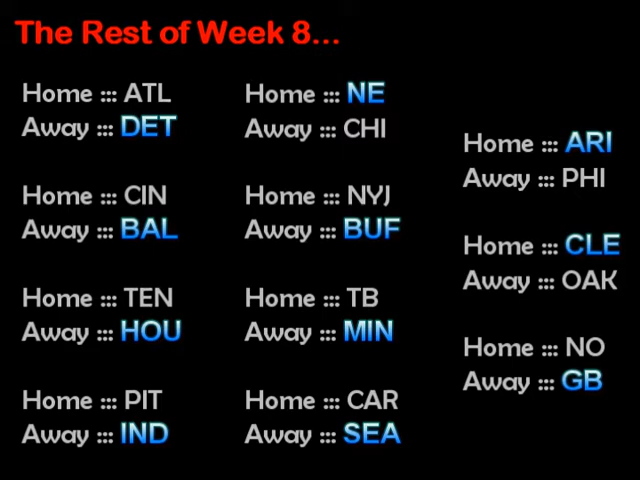 The Rest of Week 8...
Home ::: ATL
Away ::: DET
Home ::: CIN
Away ::: BAL
Home ::: TEN
Away ::: HOU
Home ::: PIT
Away ::: IND
Home ::: NE
Away ::: CHI
Home ::: NYJ
Away ::: BUF
Home ::: TB
Away ::: MIN
Home ::: CAR
Away ::: SEA
Home ::: ARI
Away ::: PHI
Home ::: CLE
Away ::: OAK
Home ::: NO
Away ::: GB